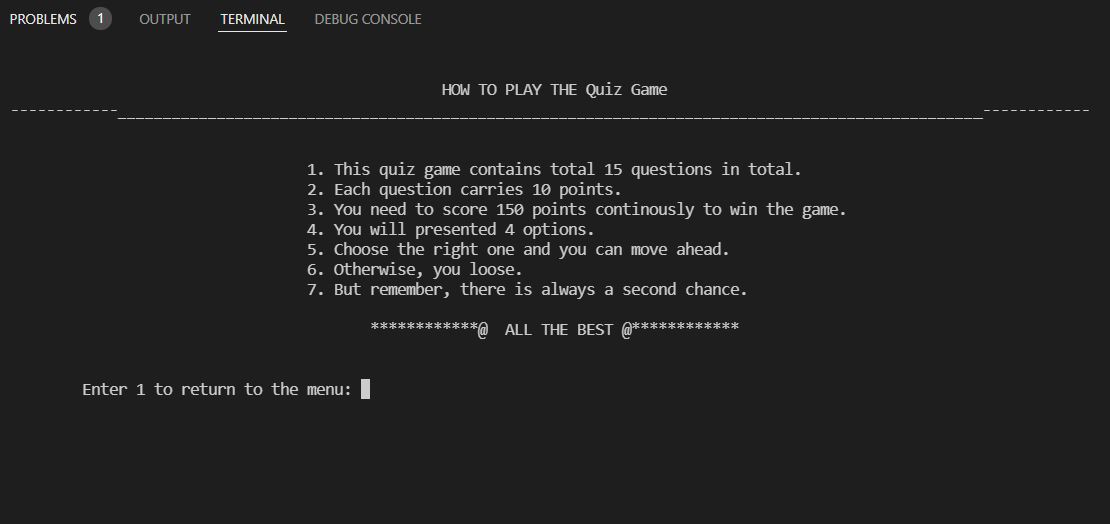 PROBLEMS 1 OUTPUT TERMINAL DEBUG CONSOLE
HOW TO PLAY THE Quiz Game
------------________________________________________________________________________________________------------
1. This quiz game contains total 15 questions in total.
2. Each question carries 10 points.
3. You need to score 150 points continously to win the game.
4. You will presented 4 options.
5. Choose the right one and you can move ahead.
6. Otherwise, you loose.
7. But remember, there is always a second chance.
************@  ALL THE BEST @************
Enter 1 to return to the menu: